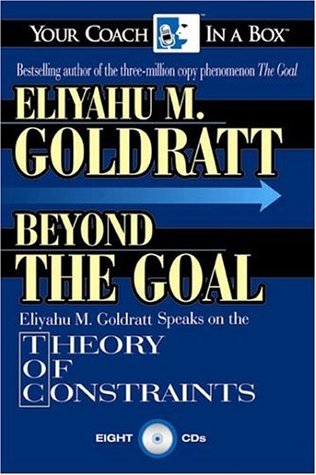 YOUR COACH IN A BOX™
Bestselling author of the three-million copy phenomenon The Goal
ELIYAHU M.
GOLDRATT
BEYOND
THE GOAL
Eliyahu M. Goldratt Speaks on the
THEORY
OF
CONSTRAINTS
EIGHT CDs